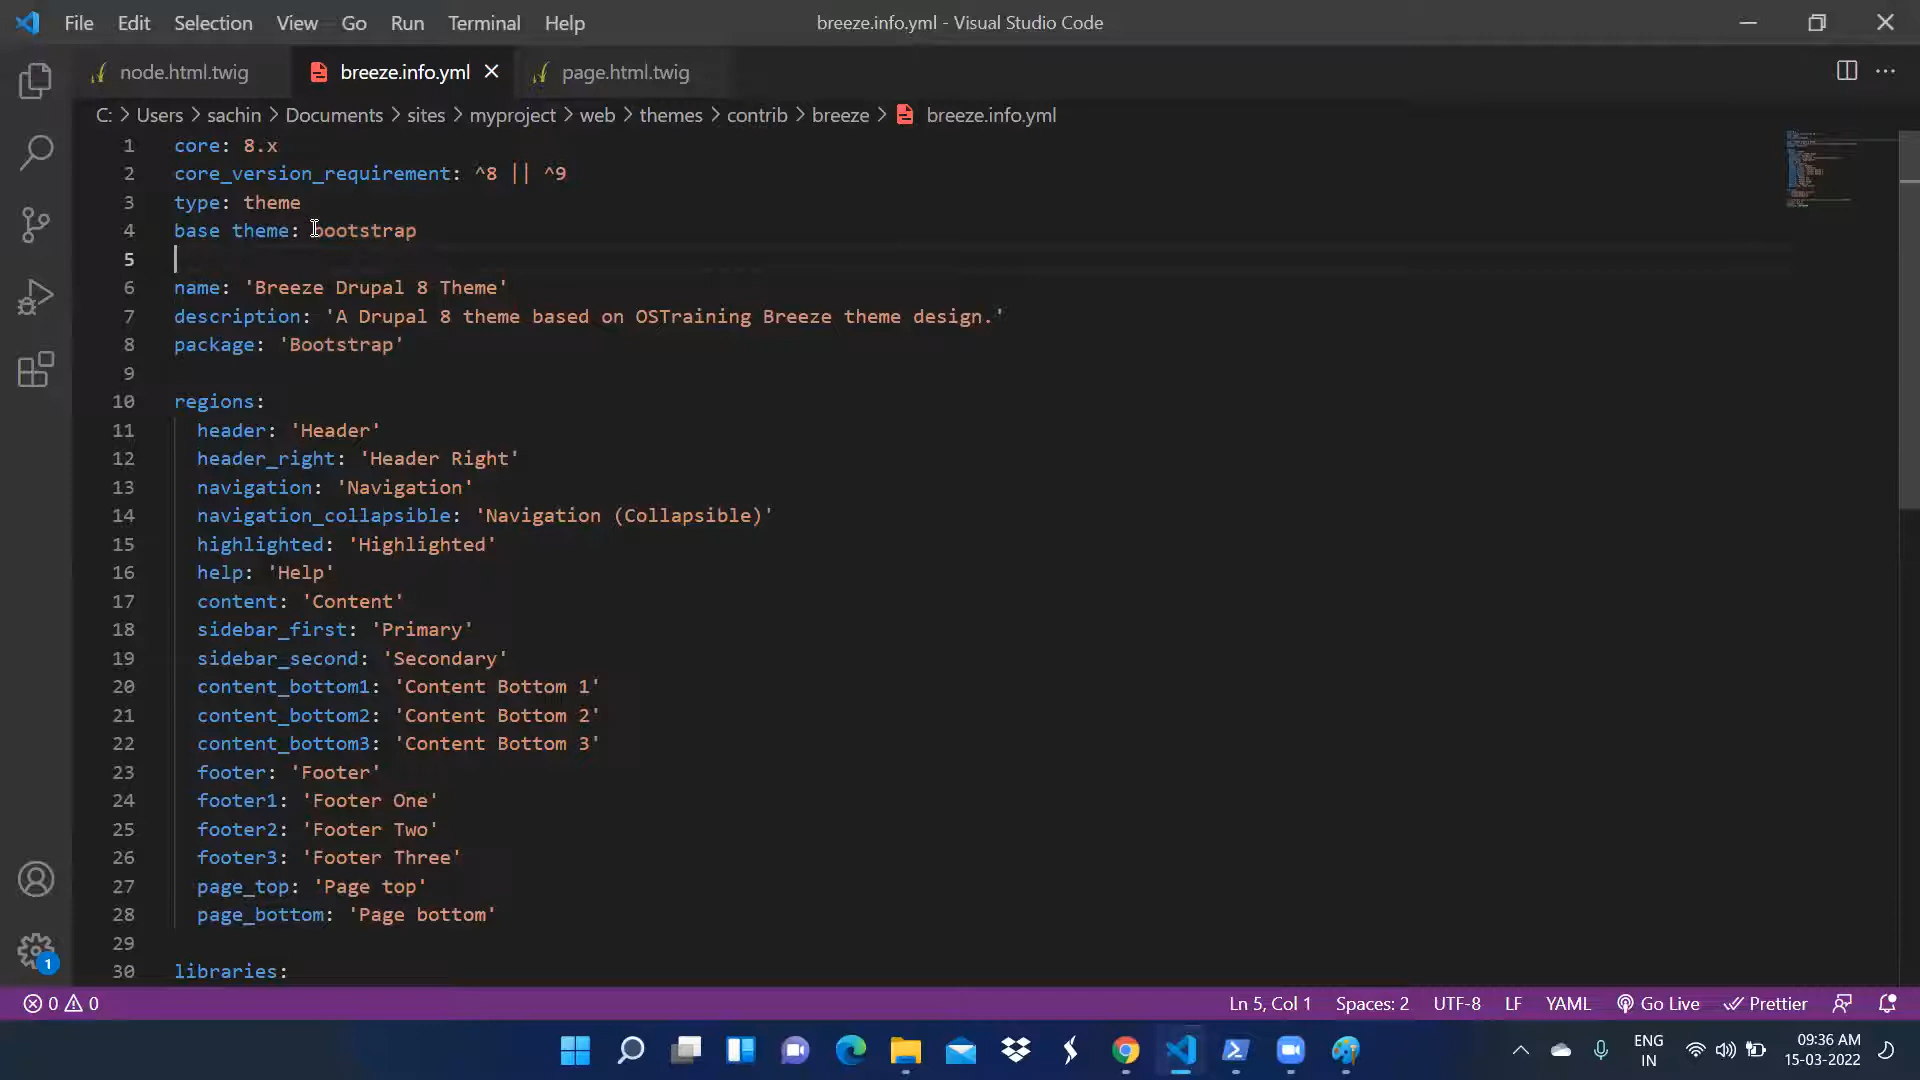 File Edit Selection View Go Run Terminal Help
breeze.info.yml - Visual Studio Code
node.html.twig
breeze.info.yml
page.html.twig
C: > Users > sachin > Documents > sites > myproject > web > themes > contrib > breeze > breeze.info.yml
1 core: 8.x
2 core_version_requirement: ^8 || ^9
3 type: theme
4 base theme: bootstrap
5
6 name: 'Breeze Drupal 8 Theme'
7 description: 'A Drupal 8 theme based on OSTraining Breeze theme design.'
8 package: 'Bootstrap'
9
10 regions:
11 header: 'Header'
12 header_right: 'Header Right'
13 navigation: 'Navigation'
14 navigation_collapsible: 'Navigation (Collapsible)'
15 highlighted: 'Highlighted'
16 help: 'Help'
17 content: 'Content'
18 sidebar_first: 'Primary'
19 sidebar_second: 'Secondary'
20 content_bottom1: 'Content Bottom 1'
21 content_bottom2: 'Content Bottom 2'
22 content_bottom3: 'Content Bottom 3'
23 footer: 'Footer'
24 footer1: 'Footer One'
25 footer2: 'Footer Two'
26 footer3: 'Footer Three'
27 page_top: 'Page top'
28 page_bottom: 'Page bottom'
29
30 libraries:
1
0 0
Ln 5, Col 1 Spaces: 2 UTF-8 LF YAML Go Live Prettier
ENG
IN
09:36 AM
15-03-2022